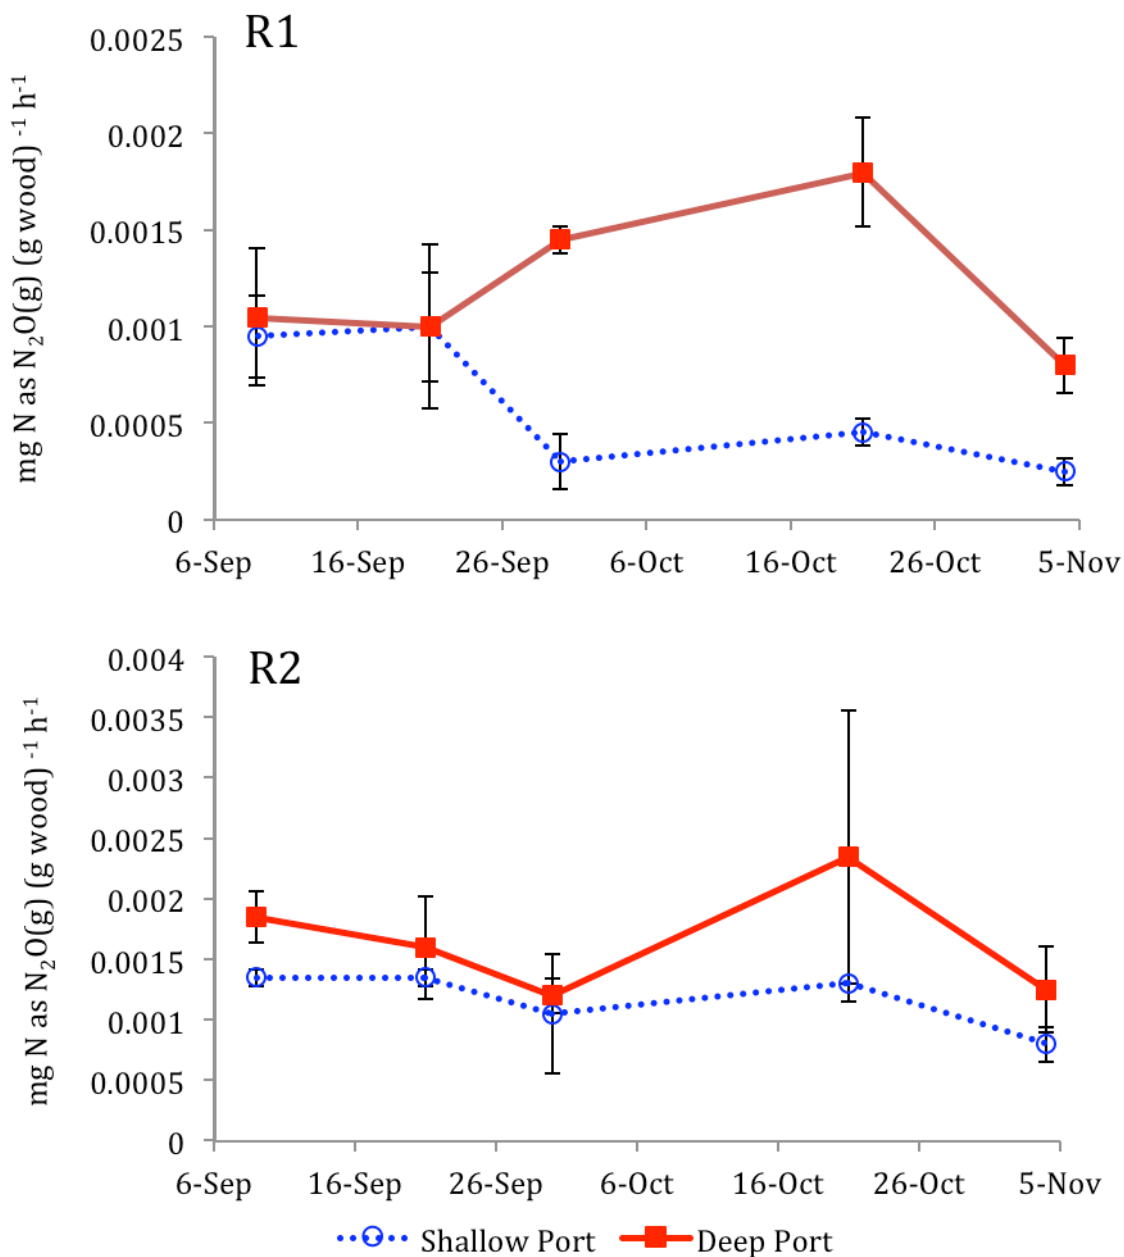 R1
mg N as N₂O(g) (g wood) ⁻¹ h⁻¹
0.0025
0.002
0.0015
0.001
0.0005
0
6-Sep 16-Sep 26-Sep 6-Oct 16-Oct 26-Oct 5-Nov
R2
mg N as N₂O(g) (g wood) ⁻¹ h⁻¹
0.004
0.0035
0.003
0.0025
0.002
0.0015
0.001
0.0005
0
6-Sep 16-Sep 26-Sep 6-Oct 16-Oct 26-Oct 5-Nov
Shallow Port Deep Port